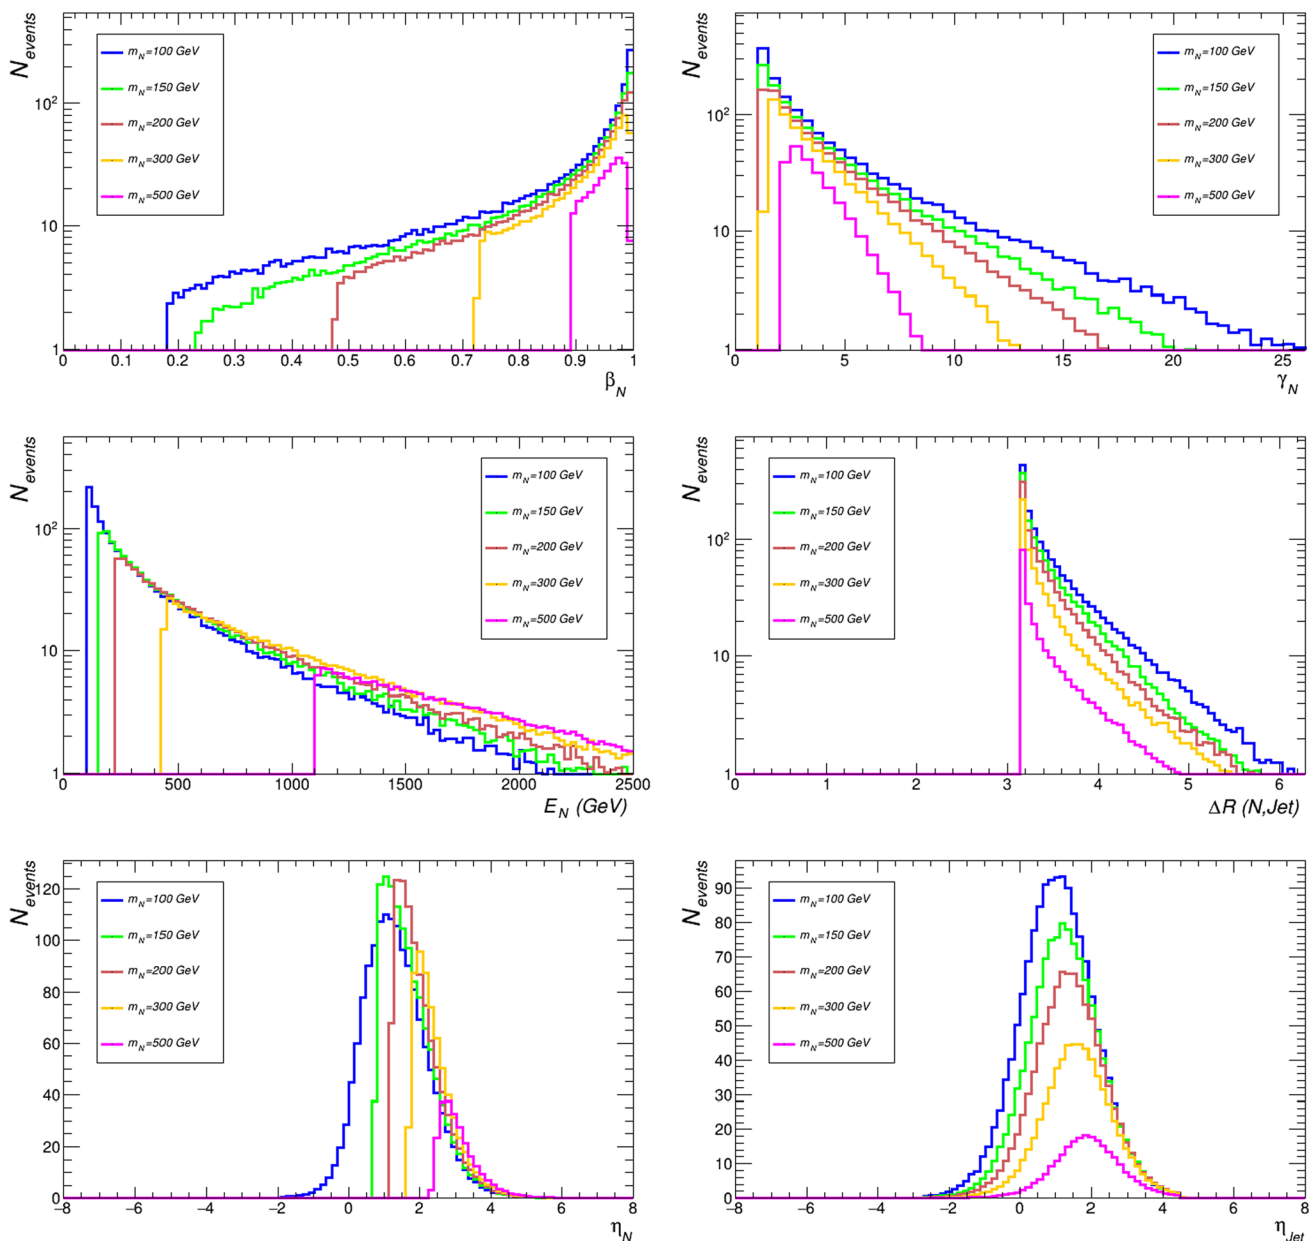 N_events
10^2
10
1
m_N=100 GeV
m_N=150 GeV
m_N=200 GeV
m_N=300 GeV
m_N=500 GeV
0 0.1 0.2 0.3 0.4 0.5 0.6 0.7 0.8 0.9 1
β_N
N_events
10^2
10
1
m_N=100 GeV
m_N=150 GeV
m_N=200 GeV
m_N=300 GeV
m_N=500 GeV
0 5 10 15 20 25
γ_N
N_events
10^2
10
1
m_N=100 GeV
m_N=150 GeV
m_N=200 GeV
m_N=300 GeV
m_N=500 GeV
0 500 1000 1500 2000 2500
E_N (GeV)
N_events
10^2
10
1
m_N=100 GeV
m_N=150 GeV
m_N=200 GeV
m_N=300 GeV
m_N=500 GeV
0 1 2 3 4 5 6
ΔR (N,Jet)
N_events
120
100
80
60
40
20
0
m_N=100 GeV
m_N=150 GeV
m_N=200 GeV
m_N=300 GeV
m_N=500 GeV
−8 −6 −4 −2 0 2 4 6 8
η_N
N_events
90
80
70
60
50
40
30
20
10
0
m_N=100 GeV
m_N=150 GeV
m_N=200 GeV
m_N=300 GeV
m_N=500 GeV
−8 −6 −4 −2 0 2 4 6 8
η_Jet